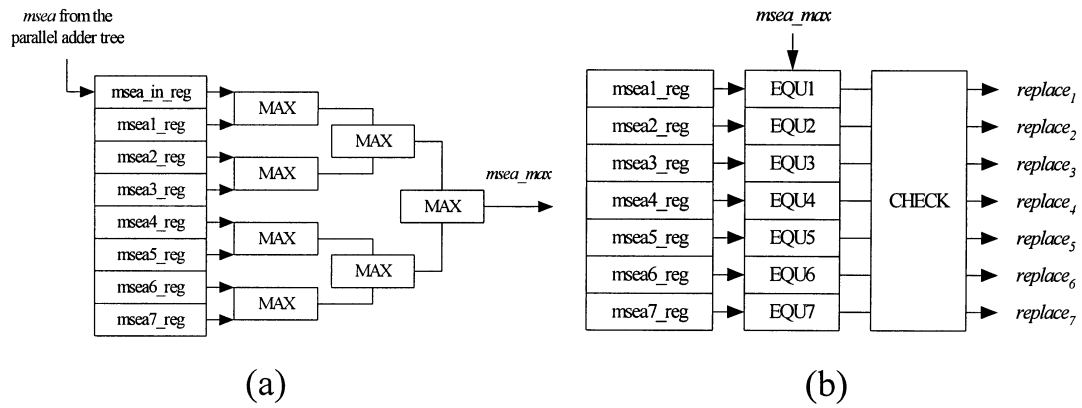 msea from the
parallel adder tree
msea_in_reg
msea1_reg
msea2_reg
msea3_reg
msea4_reg
msea5_reg
msea6_reg
msea7_reg
MAX
MAX
MAX
MAX
MAX
MAX
MAX
msea_max
(a)
msea_max
msea1_reg EQU1 replace1
msea2_reg EQU2 replace2
msea3_reg EQU3 replace3
msea4_reg EQU4 CHECK replace4
msea5_reg EQU5 replace5
msea6_reg EQU6 replace6
msea7_reg EQU7 replace7
(b)